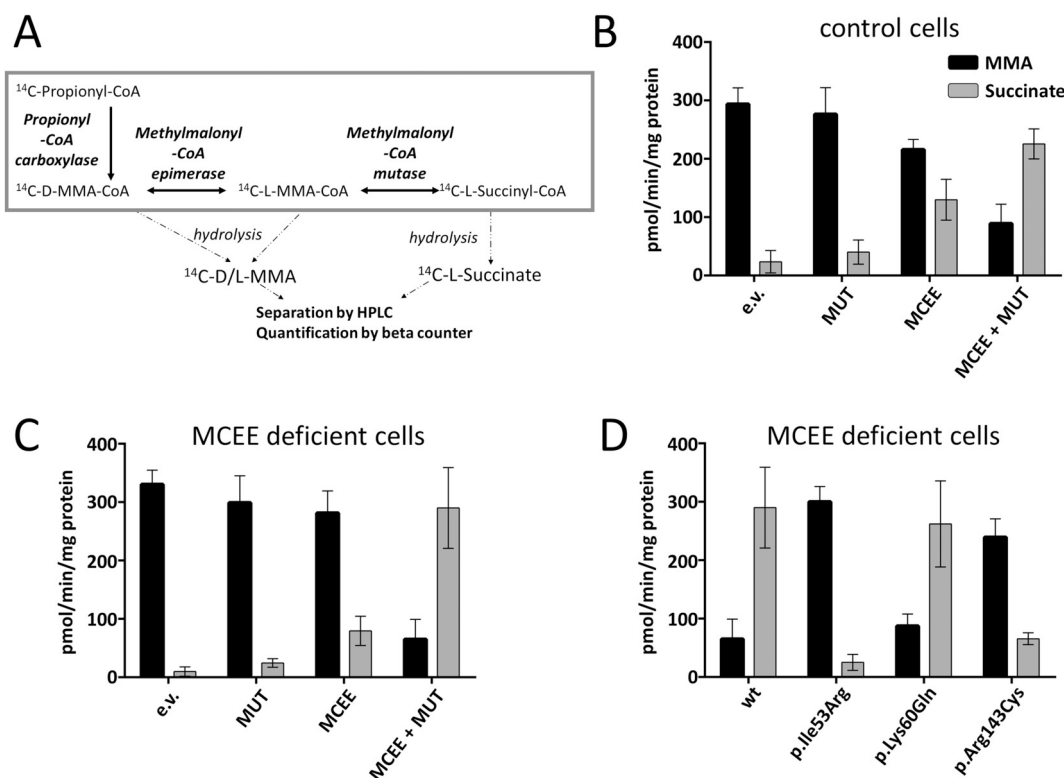 A
¹⁴C-Propionyl-CoA
Propionyl
-CoA
carboxylase
Methylmalonyl
-CoA
epimerase
Methylmalonyl
-CoA
mutase
¹⁴C-D-MMA-CoA
¹⁴C-L-MMA-CoA
¹⁴C-L-Succinyl-CoA
hydrolysis
hydrolysis
¹⁴C-D/L-MMA
¹⁴C-L-Succinate
Separation by HPLC
Quantification by beta counter
B
control cells
MMA
Succinate
pmol/min/mg protein
400
300
200
100
0
e.v.
MUT
MCEE
MCEE + MUT
C
MCEE deficient cells
pmol/min/mg protein
400
300
200
100
0
e.v.
MUT
MCEE
MCEE + MUT
D
MCEE deficient cells
pmol/min/mg protein
400
300
200
100
0
wt
p.Ile53Arg
p.Lys60Gln
p.Arg143Cys